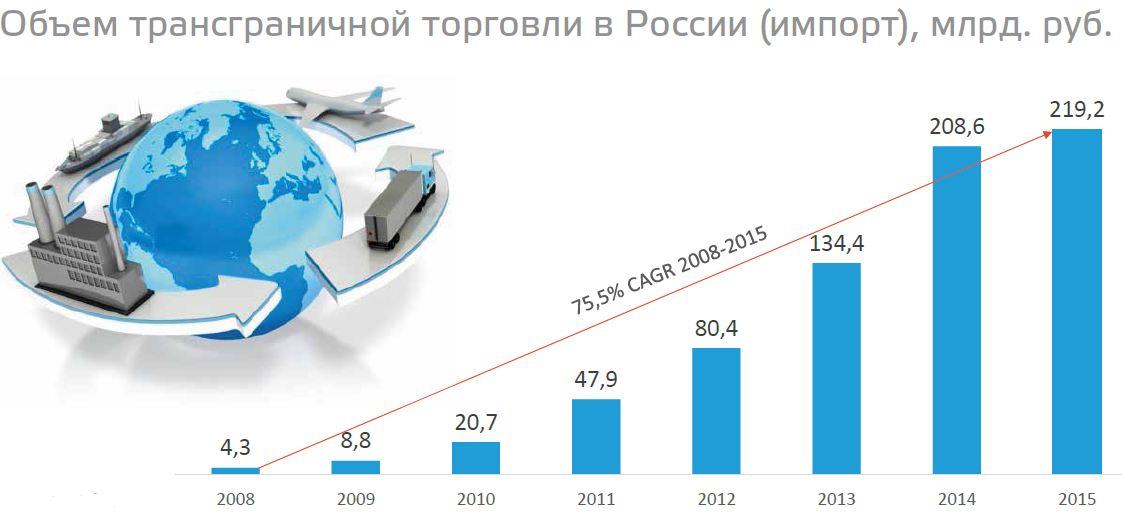 Объем трансграничной торговли в России (импорт), млрд. руб.
219,2
208,6
134,4
75,5% CAGR 2008-2015
80,4
47,9
20,7
8,8
4,3
2008 2009 2010 2011 2012 2013 2014 2015